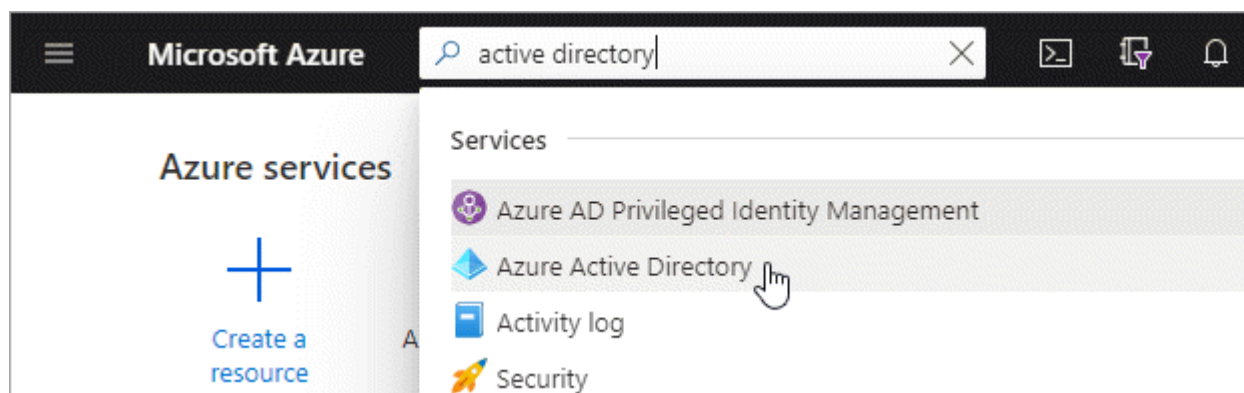 Microsoft Azure
active directory
Services
Azure services
Azure AD Privileged Identity Management
Azure Active Directory
Activity log
Security
Create a
resource
A